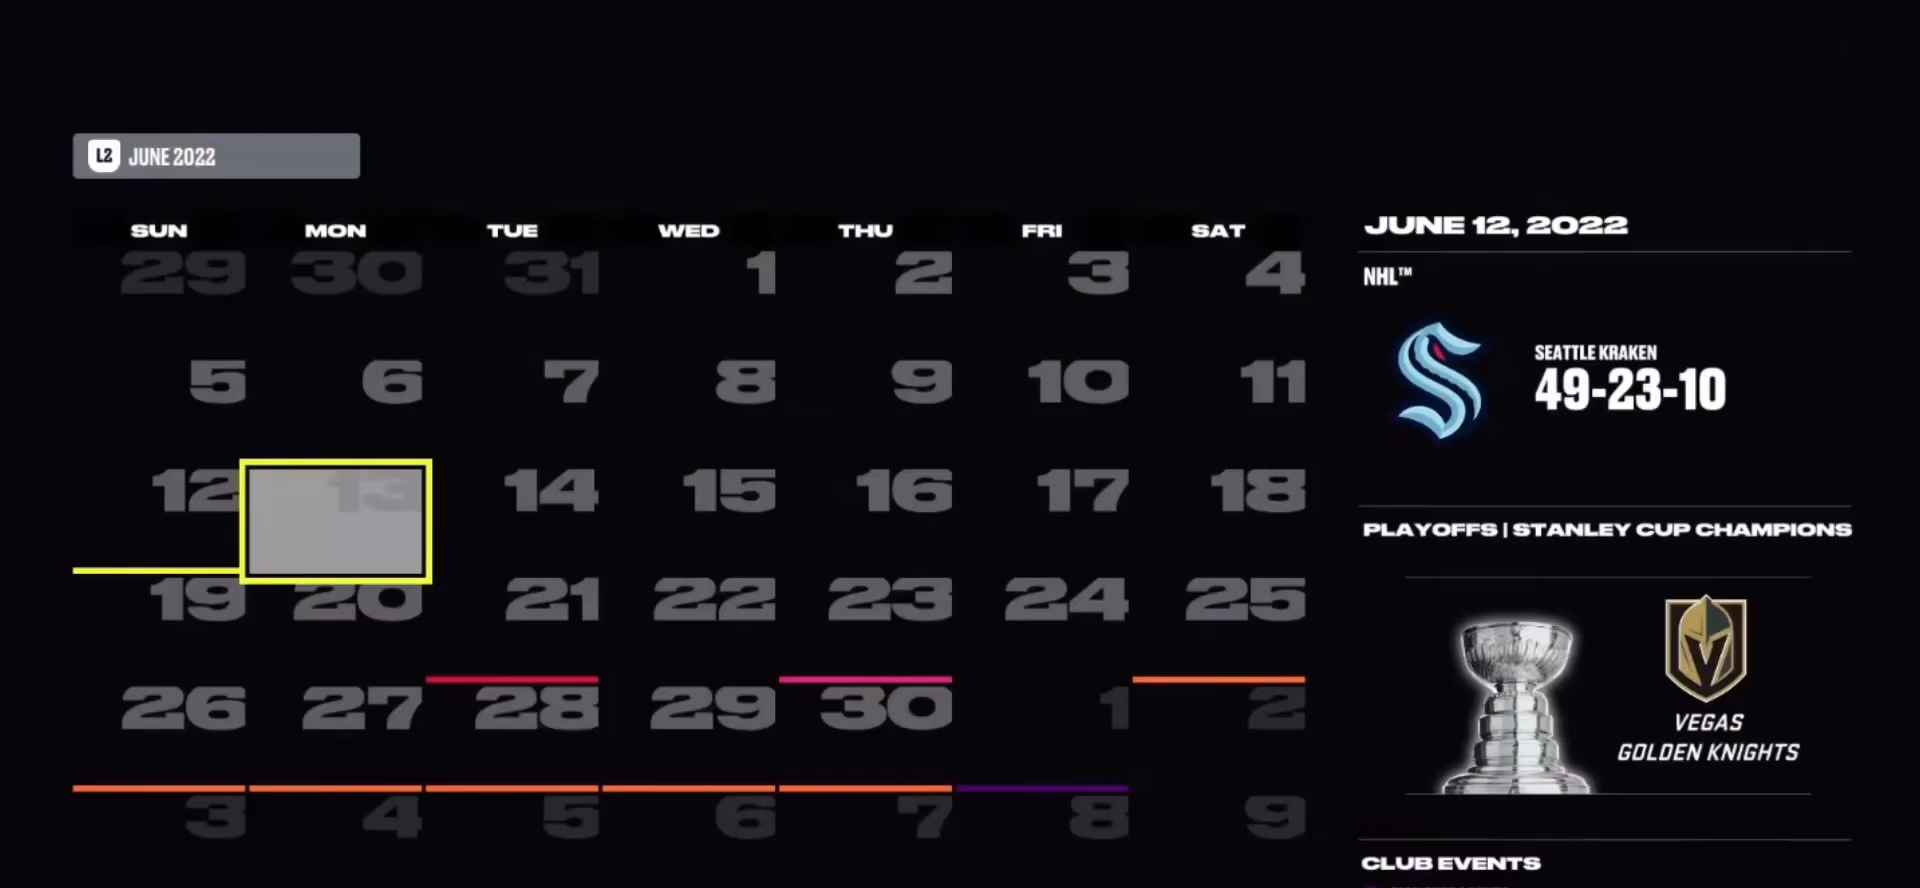 L2 JUNE 2022
SUN MON TUE WED THU FRI SAT
29 30 31 1 2 3 4
5 6 7 8 9 10 11
12 13 14 15 16 17 18
19 20 21 22 23 24 25
26 27 28 29 30 1 2
3 4 5 6 7 8 9
JUNE 12, 2022
NHL™
SEATTLE KRAKEN
49-23-10
PLAYOFFS | STANLEY CUP CHAMPIONS
VEGAS
GOLDEN KNIGHTS
CLUB EVENTS